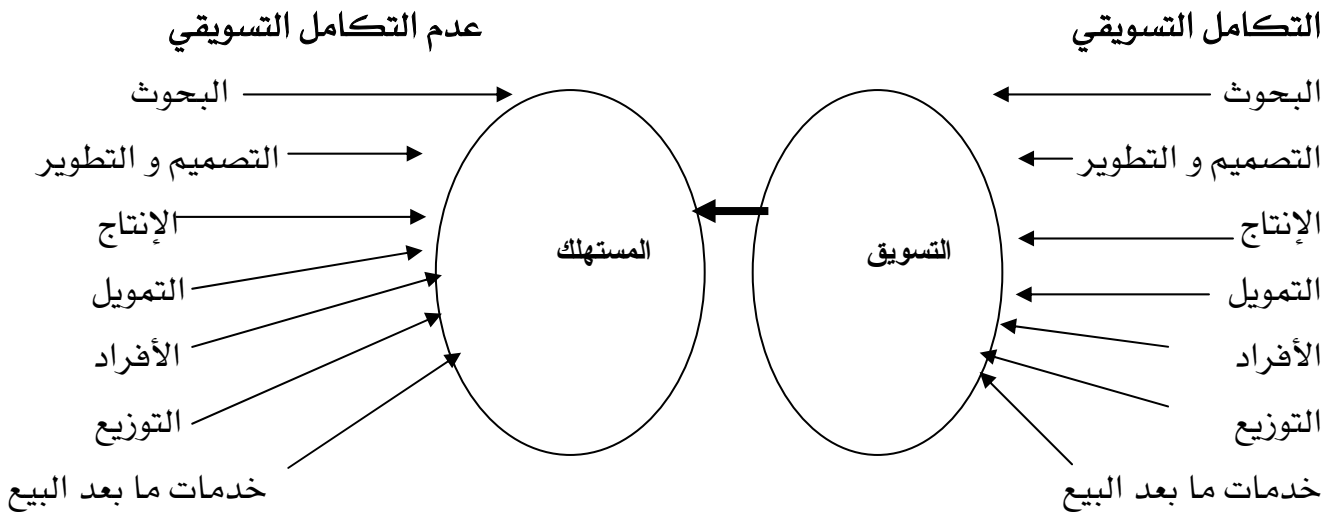 التكامل التسويقي
عدم التكامل التسويقي
البحوث
البحوث
التصميم و التطوير
التصميم و التطوير
الإنتاج
التسويق
المستهلك
الإنتاج
التمويل
التمويل
الأفراد
الأفراد
التوزيع
التوزيع
خدمات ما بعد البيع
خدمات ما بعد البيع